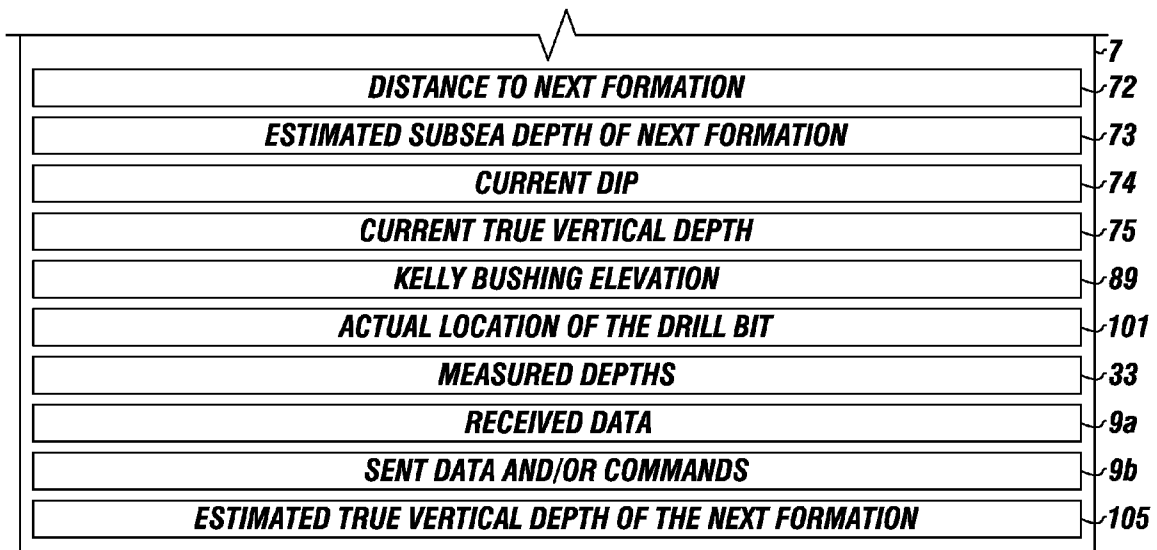 7
DISTANCE TO NEXT FORMATION 72
ESTIMATED SUBSEA DEPTH OF NEXT FORMATION 73
CURRENT DIP 74
CURRENT TRUE VERTICAL DEPTH 75
KELLY BUSHING ELEVATION 89
ACTUAL LOCATION OF THE DRILL BIT 101
MEASURED DEPTHS 33
RECEIVED DATA 9a
SENT DATA AND/OR COMMANDS 9b
ESTIMATED TRUE VERTICAL DEPTH OF THE NEXT FORMATION 105